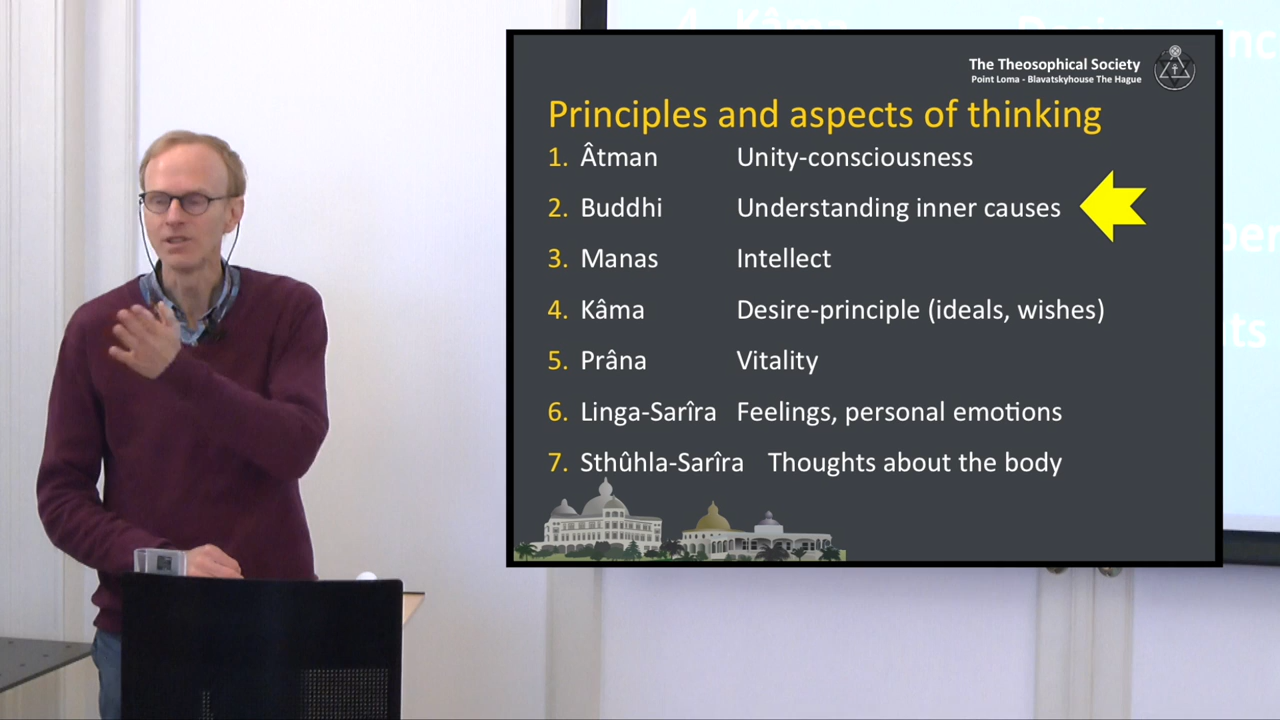 The Theosophical Society
Point Loma - Blavatskyhouse The Hague
Principles and aspects of thinking
1. Âtman Unity-consciousness
2. Buddhi Understanding inner causes
3. Manas Intellect
4. Kâma Desire-principle (ideals, wishes)
5. Prâna Vitality
6. Linga-Sarîra Feelings, personal emotions
7. Sthûhla-Sarîra Thoughts about the body
4. Kâma